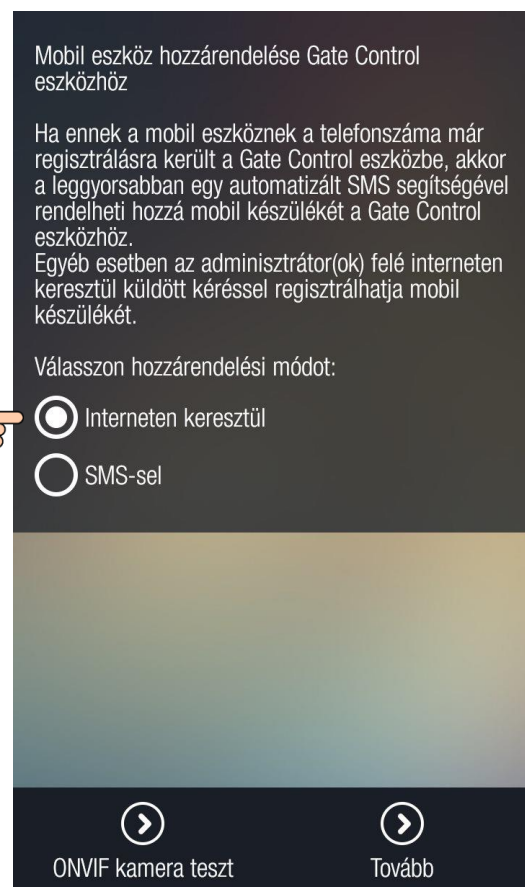 Mobil eszköz hozzárendelése Gate Control
eszközhöz
Ha ennek a mobil eszköznek a telefonszáma már
regisztrálásra került a Gate Control eszközbe, akkor
a leggyorsabban egy automatizált SMS segítségével
rendelheti hozzá mobil készülékét a Gate Control
eszközhöz.
Egyéb esetben az adminisztrátor(ok) felé interneten
keresztül küldött kéréssel regisztrálhatja mobil
készülékét.
Válasszon hozzárendelési módot:
Interneten keresztül
SMS-sel
ONVIF kamera teszt
Tovább